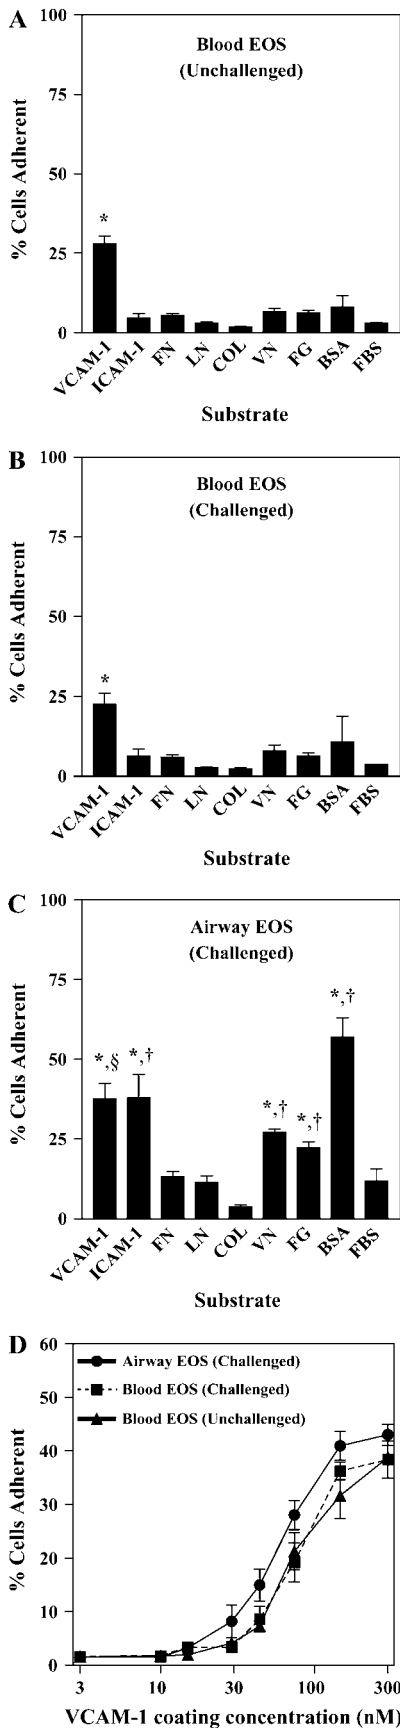 A
100
75
50
25
0
% Cells Adherent
Blood EOS
(Unchallenged)
*
VCAM-1
ICAM-1
FN
LN
COL
VN
FG
BSA
FBS
Substrate
B
100
75
50
25
0
% Cells Adherent
Blood EOS
(Challenged)
*
VCAM-1
ICAM-1
FN
LN
COL
VN
FG
BSA
FBS
Substrate
C
100
75
50
25
0
% Cells Adherent
Airway EOS
(Challenged)
*,§
*,†
*,†
*,†
*,†
VCAM-1
ICAM-1
FN
LN
COL
VN
FG
BSA
FBS
Substrate
D
60
50
40
30
20
10
0
% Cells Adherent
Airway EOS (Challenged)
Blood EOS (Challenged)
Blood EOS (Unchallenged)
3
10
30
100
300
VCAM-1 coating concentration (nM)